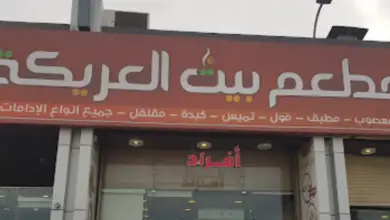 مطعم بيت العريكة
معصوب - مطبق - فول - تميس - كبدة - مقلقل - جميع انواع الإدامات
أفراد